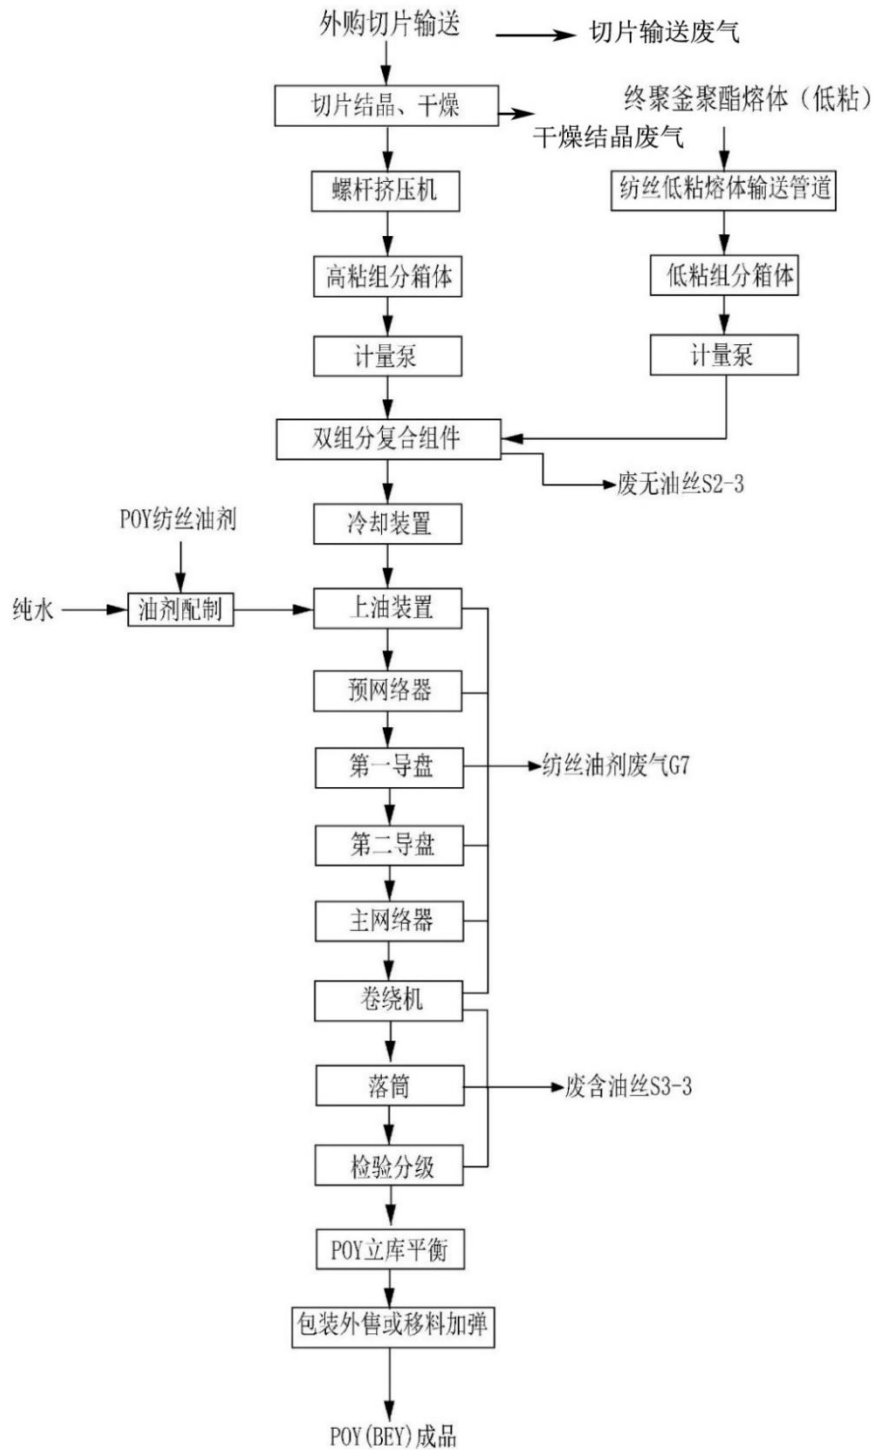 外购切片输送
切片输送废气
切片结晶、干燥
终聚釜聚酯熔体（低粘）
干燥结晶废气
螺杆挤压机
纺丝低粘熔体输送管道
高粘组分箱体
低粘组分箱体
计量泵
计量泵
双组分复合组件
废无油丝S2-3
POY纺丝油剂
冷却装置
纯水
油剂配制
上油装置
预网络器
第一导盘
纺丝油剂废气G7
第二导盘
主网络器
卷绕机
落筒
废含油丝S3-3
检验分级
POY立库平衡
包装外售或移料加弹
POY(BEY)成品